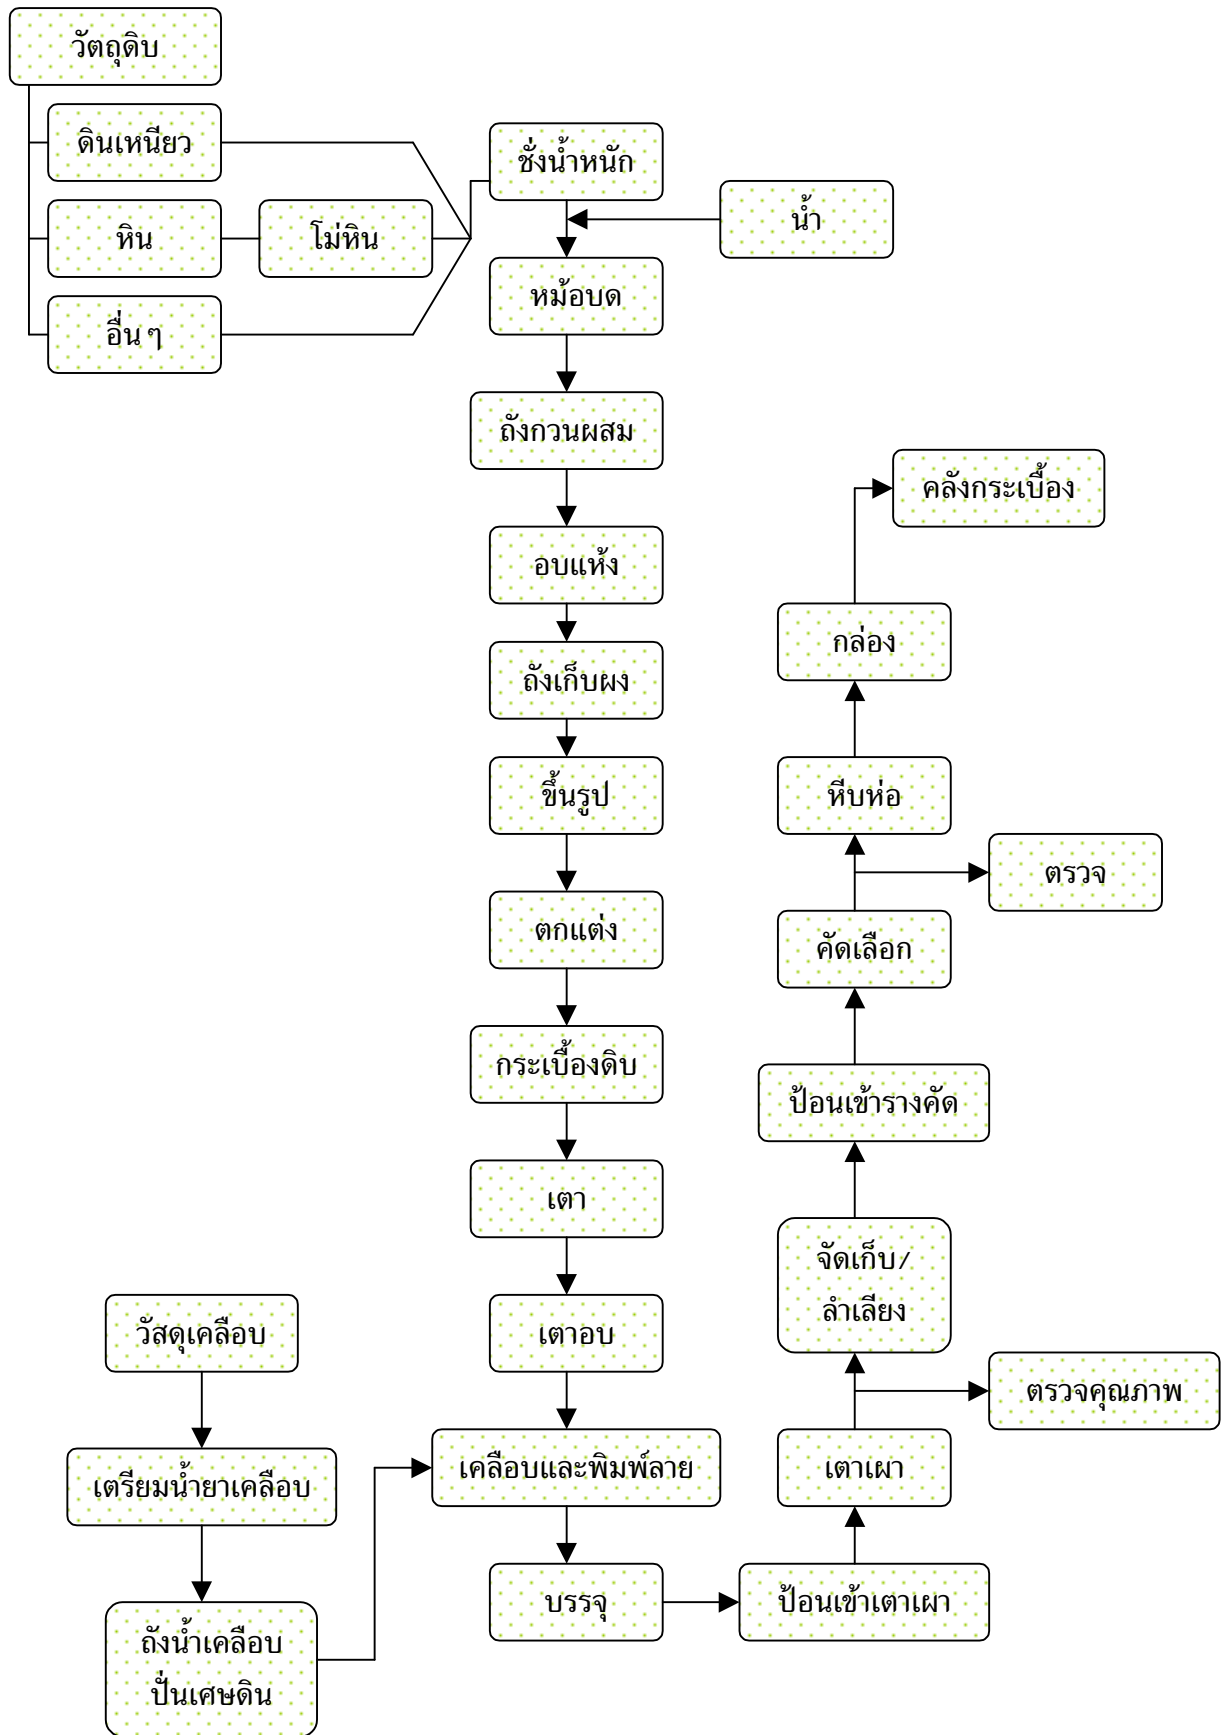 วัตถุดิบ
ดินเหนียว
หิน
โม่หิน
อื่น ๆ
ชั่งน้ำหนัก
น้ำ
หม้อบด
ถังกวนผสม
อบแห้ง
ถังเก็บผง
ขึ้นรูป
ตกแต่ง
กระเบื้องดิบ
เตา
เตาอบ
วัสดุเคลือบ
เตรียมน้ำยาเคลือบ
ถังน้ำเคลือบ
ปั่นเศษดิน
เคลือบและพิมพ์ลาย
บรรจุ
ป้อนเข้าเตาเผา
เตาเผา
ตรวจคุณภาพ
จัดเก็บ/
ลำเลียง
ป้อนเข้ารางคัด
คัดเลือก
ตรวจ
หีบห่อ
กล่อง
คลังกระเบื้อง